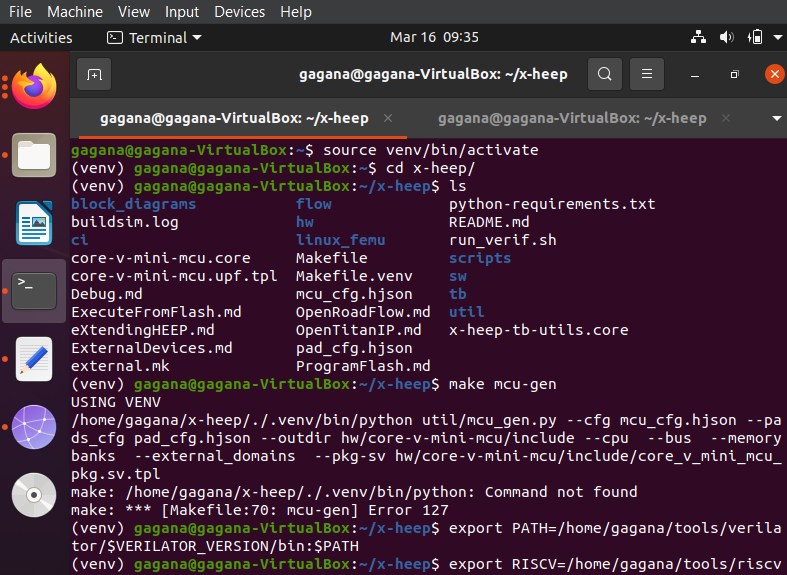 File Machine View Input Devices Help
Activities Terminal Mar 16 09:35
gagana@gagana-VirtualBox: ~/x-heep
gagana@gagana-VirtualBox: ~/x-heep × gagana@gagana-VirtualBox: ~/x-heep ×
gagana@gagana-VirtualBox:~$ source venv/bin/activate
(venv) gagana@gagana-VirtualBox:~$ cd x-heep/
(venv) gagana@gagana-VirtualBox:~/x-heep$ ls
block_diagrams flow python-requirements.txt
buildsim.log hw README.md
ci linux_femu run_verif.sh
core-v-mini-mcu.core Makefile scripts
core-v-mini-mcu.upf.tpl Makefile.venv sw
Debug.md mcu_cfg.hjson tb
ExecuteFromFlash.md OpenRoadFlow.md util
eXtendingHEEP.md OpenTitanIP.md x-heep-tb-utils.core
ExternalDevices.md pad_cfg.hjson
external.mk ProgramFlash.md
(venv) gagana@gagana-VirtualBox:~/x-heep$ make mcu-gen
USING VENV
/home/gagana/x-heep/./.venv/bin/python util/mcu_gen.py --cfg mcu_cfg.hjson --pa
ds_cfg pad_cfg.hjson --outdir hw/core-v-mini-mcu/include --cpu --bus --memory
banks --external_domains --pkg-sv hw/core-v-mini-mcu/include/core_v_mini_mcu_
pkg.sv.tpl
make: /home/gagana/x-heep/./.venv/bin/python: Command not found
make: *** [Makefile:70: mcu-gen] Error 127
(venv) gagana@gagana-VirtualBox:~/x-heep$ export PATH=/home/gagana/tools/verila
tor/$VERILATOR_VERSION/bin:$PATH
(venv) gagana@gagana-VirtualBox:~/x-heep$ export RISCV=/home/gagana/tools/riscv